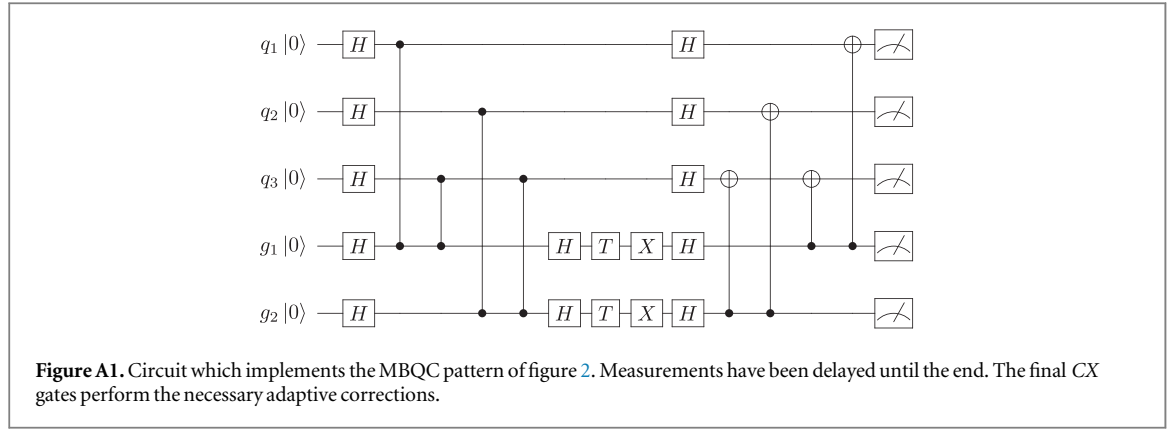 q₁ |0⟩ H H
q₂ |0⟩ H H
q₃ |0⟩ H H
g₁ |0⟩ H H T X H
g₂ |0⟩ H H T X H
Figure A1. Circuit which implements the MBQC pattern of figure 2. Measurements have been delayed until the end. The final CX
gates perform the necessary adaptive corrections.